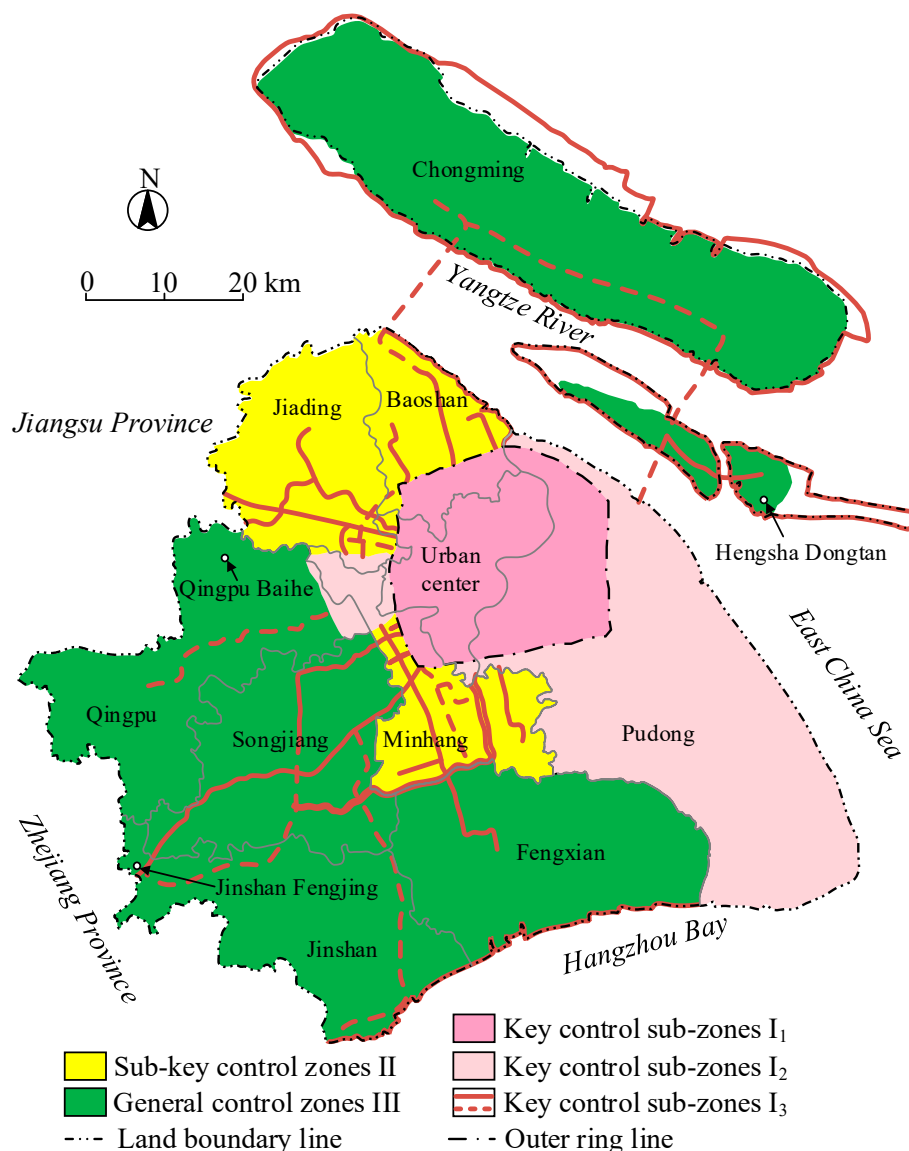 Chongming
N
0 10 20 km
Yangtze River
Jiading
Baoshan
Jiangsu Province
Hengsha Dongtan
Urban
center
Qingpu Baihe
East China Sea
Qingpu
Songjiang
Minhang
Pudong
Zhejiang Province
Fengxian
Jinshan Fengjing
Jinshan
Hangzhou Bay
Key control sub-zones I₁
Sub-key control zones II
Key control sub-zones I₂
General control zones III
Key control sub-zones I₃
Land boundary line
Outer ring line